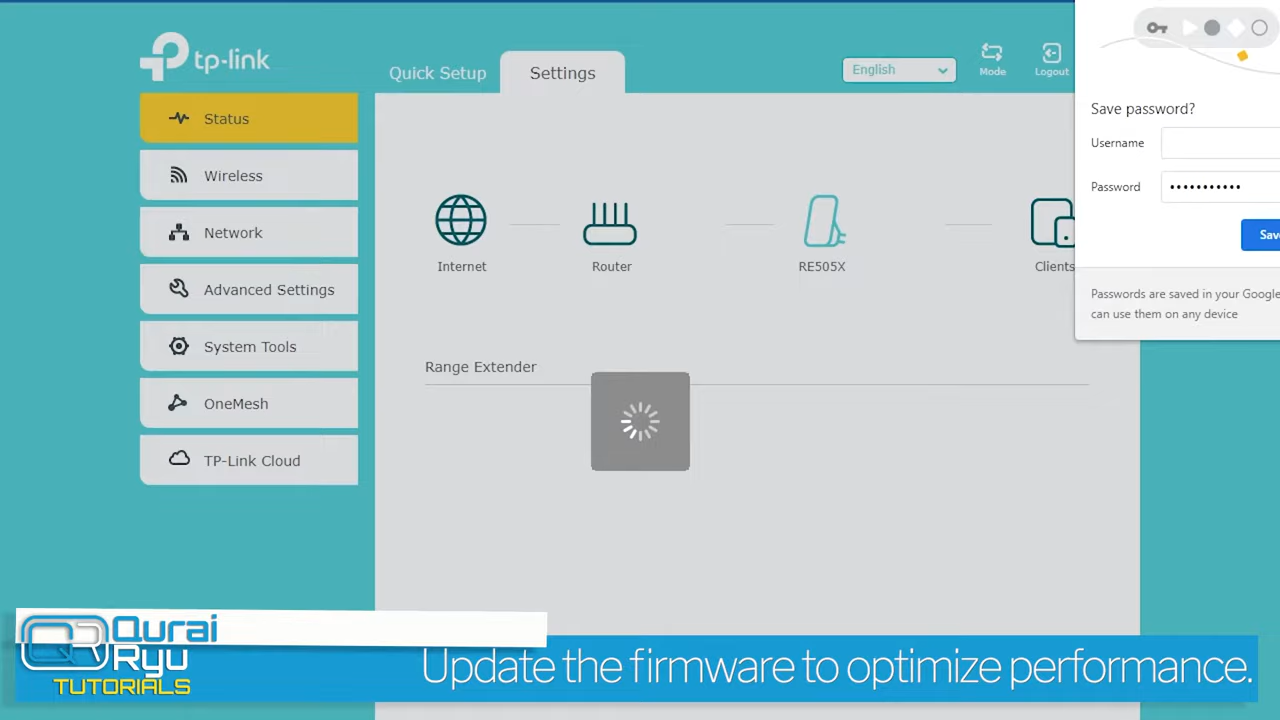 tp-link
Quick Setup
Settings
English
Mode
Logout
Status
Wireless
Network
Advanced Settings
System Tools
OneMesh
TP-Link Cloud
Internet
Router
RE505X
Clients
Range Extender
Save password?
Username
Password
•••••••••••
Passwords are saved in your Google
can use them on any device
QR Qurai
Ryu
TUTORIALS
Update the firmware to optimize performance.